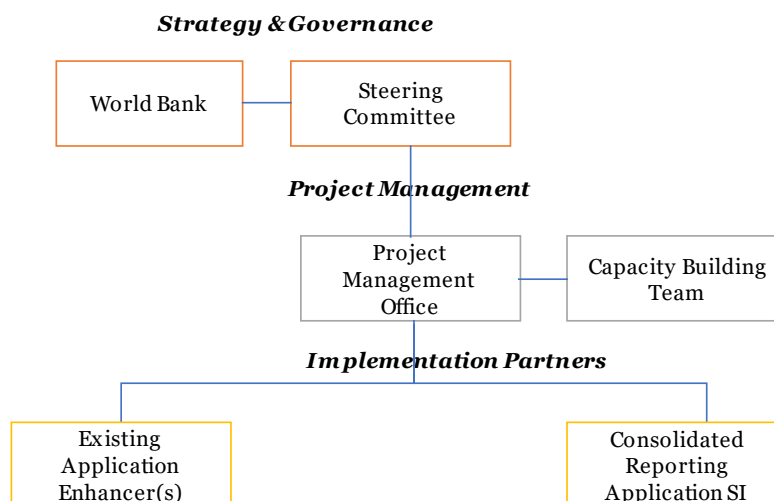 Strategy & Governance
World Bank
Steering
Committee
Project Management
Project
Management
Office
Capacity Building
Team
Implementation Partners
Existing
Application
Enhancer(s)
Consolidated
Reporting
Application SI